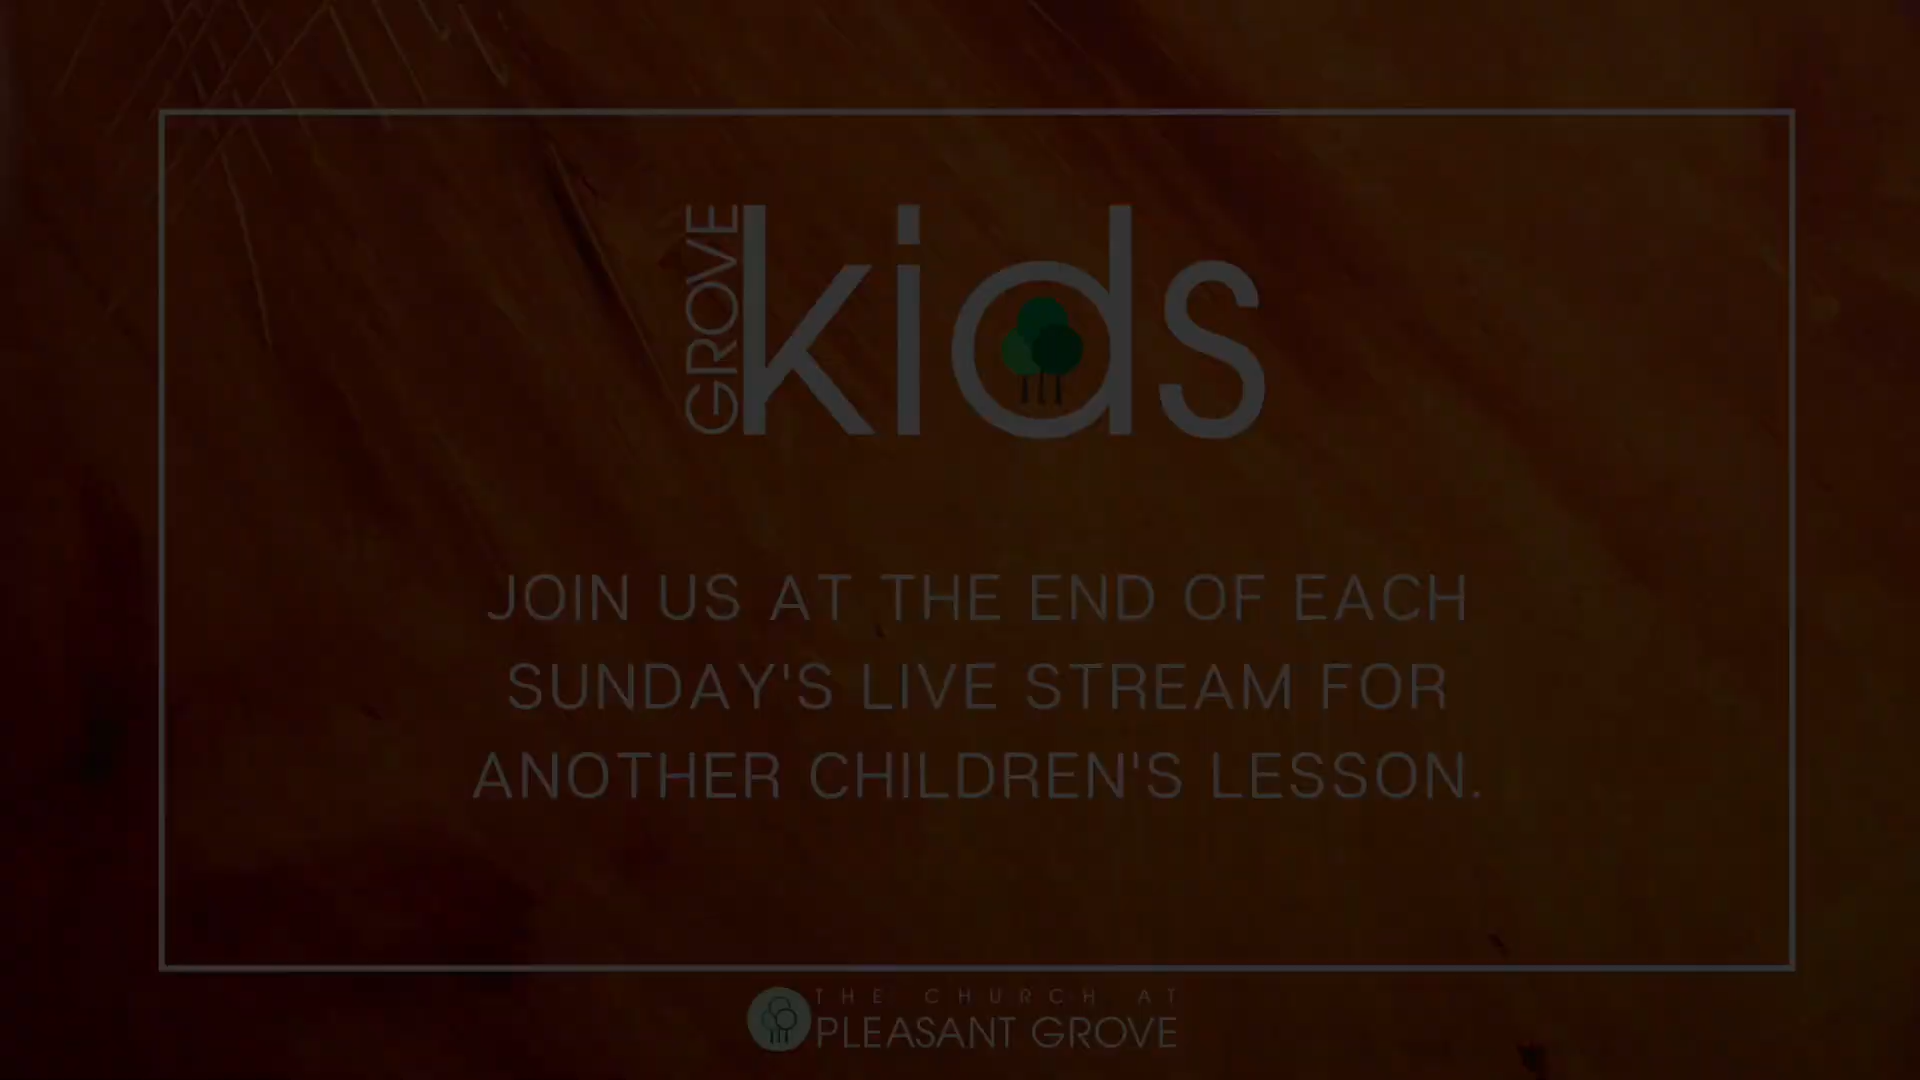 GROVE
kids
JOIN US AT THE END OF EACH
SUNDAY'S LIVE STREAM FOR
ANOTHER CHILDREN'S LESSON.
THE CHURCH AT
PLEASANT GROVE